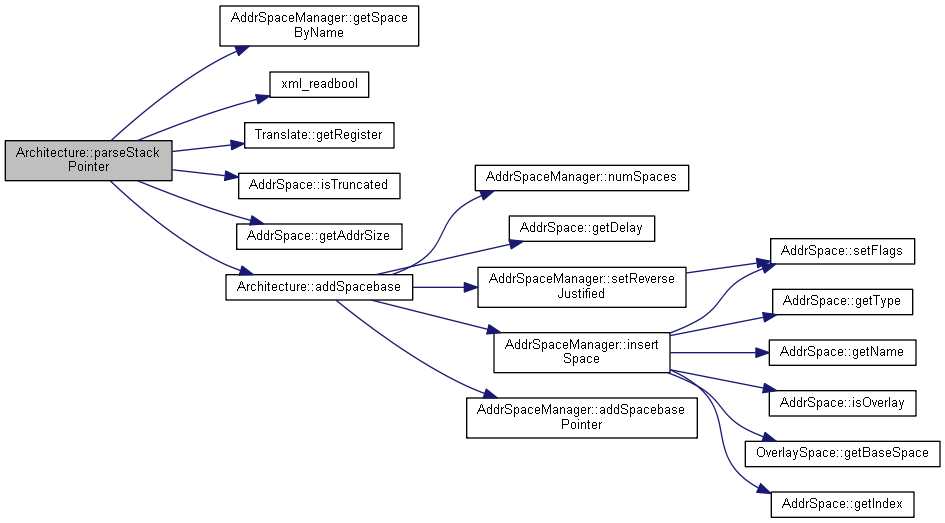 AddrSpaceManager::getSpace
ByName
xml_readbool
Translate::getRegister
Architecture::parseStack
Pointer
AddrSpace::isTruncated
AddrSpace::getAddrSize
Architecture::addSpacebase
AddrSpaceManager::numSpaces
AddrSpace::getDelay
AddrSpaceManager::setReverse
Justified
AddrSpaceManager::insert
Space
AddrSpaceManager::addSpacebase
Pointer
AddrSpace::setFlags
AddrSpace::getType
AddrSpace::getName
AddrSpace::isOverlay
OverlaySpace::getBaseSpace
AddrSpace::getIndex